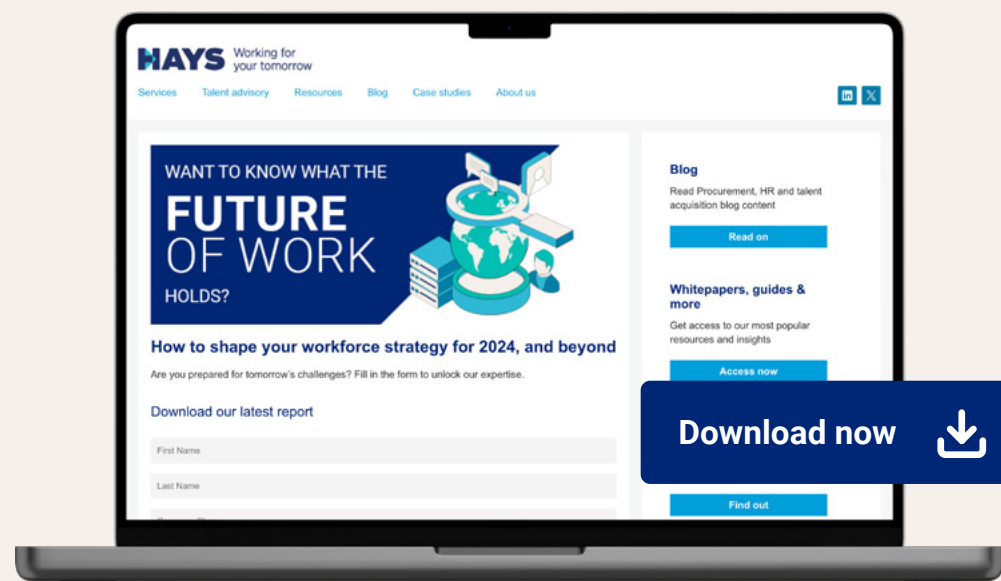 HAYS
Working for
your tomorrow
Services
Talent advisory
Resources
Blog
Case studies
About us
in
X
WANT TO KNOW WHAT THE
FUTURE
OF WORK
HOLDS?
How to shape your workforce strategy for 2024, and beyond
Are you prepared for tomorrow's challenges? Fill in the form to unlock our expertise.
Download our latest report
First Name
Last Name
Blog
Read Procurement, HR and talent
acquisition blog content
Read on
Whitepapers, guides &
more
Get access to our most popular
resources and insights
Access now
Download now
Find out